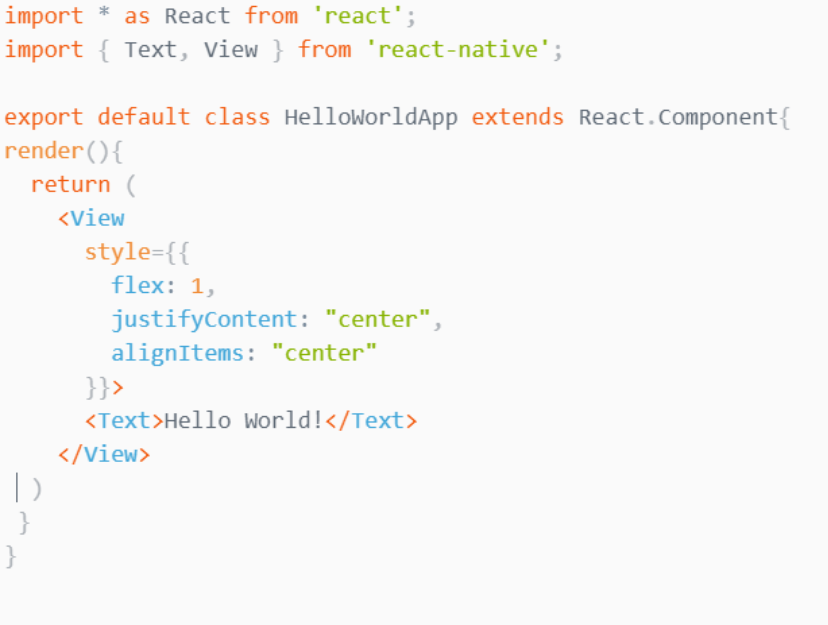 import * as React from 'react';
import { Text, View } from 'react-native';

export default class HelloWorldApp extends React.Component{
render(){
  return (
    <View
      style={{
        flex: 1,
        justifyContent: "center",
        alignItems: "center"
      }}>
      <Text>Hello World!</Text>
    </View>
  )
 }
}